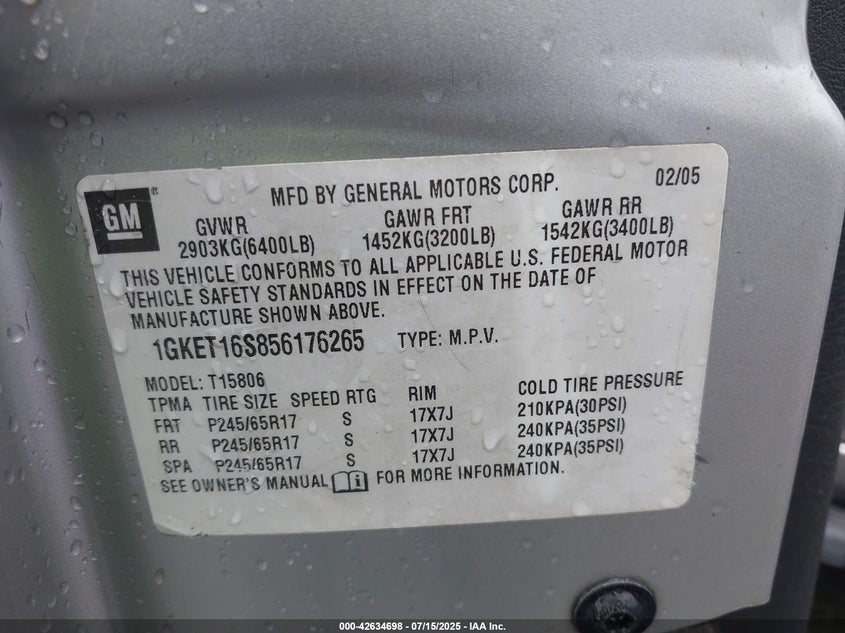 GM ®
MFD BY GENERAL MOTORS CORP. 02/05
GVWR GAWR FRT GAWR RR
2903KG(6400LB) 1452KG(3200LB) 1542KG(3400LB)
THIS VEHICLE CONFORMS TO ALL APPLICABLE U.S. FEDERAL MOTOR
VEHICLE SAFETY STANDARDS IN EFFECT ON THE DATE OF
MANUFACTURE SHOWN ABOVE.
1GKET16S856176265 TYPE: M.P.V.
MODEL: T15806
TPMA TIRE SIZE SPEED RTG RIM COLD TIRE PRESSURE
FRT P245/65R17 S 17X7J 210KPA(30PSI)
RR P245/65R17 S 17X7J 240KPA(35PSI)
SPA P245/65R17 S 17X7J 240KPA(35PSI)
SEE OWNER'S MANUAL FOR MORE INFORMATION.
000-42634698 - 07/15/2025 - IAA Inc.